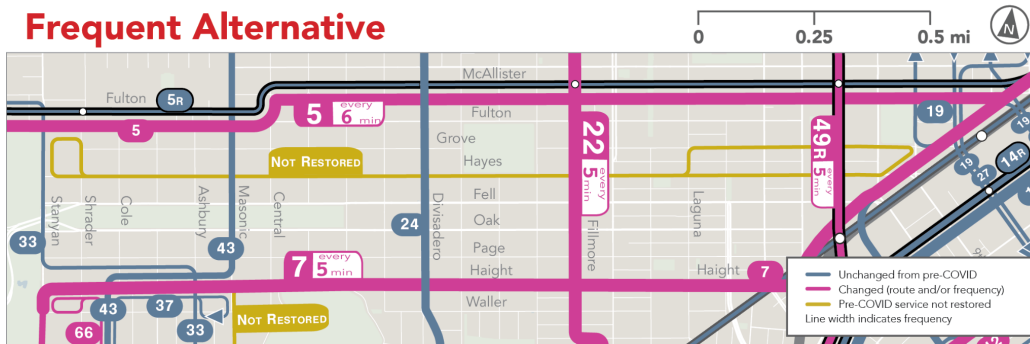 Frequent Alternative
0 0.25 0.5 mi
N
McAllister
Fulton
5R
5
5 every 6 min
Fulton
19
Grove
Hayes
NOT RESTORED
22 every 5 min
49R every 5 min
19
19
27
14R
Stanyan
Shrader
Cole
Ashbury
Masonic
Central
Divisadero
Fell
Oak
Page
Haight
Waller
Fillmore
Laguna
33
43
24
7 every 5 min
Haight
7
43
37
33
66
NOT RESTORED
Unchanged from pre-COVID
Changed (route and/or frequency)
Pre-COVID service not restored
Line width indicates frequency